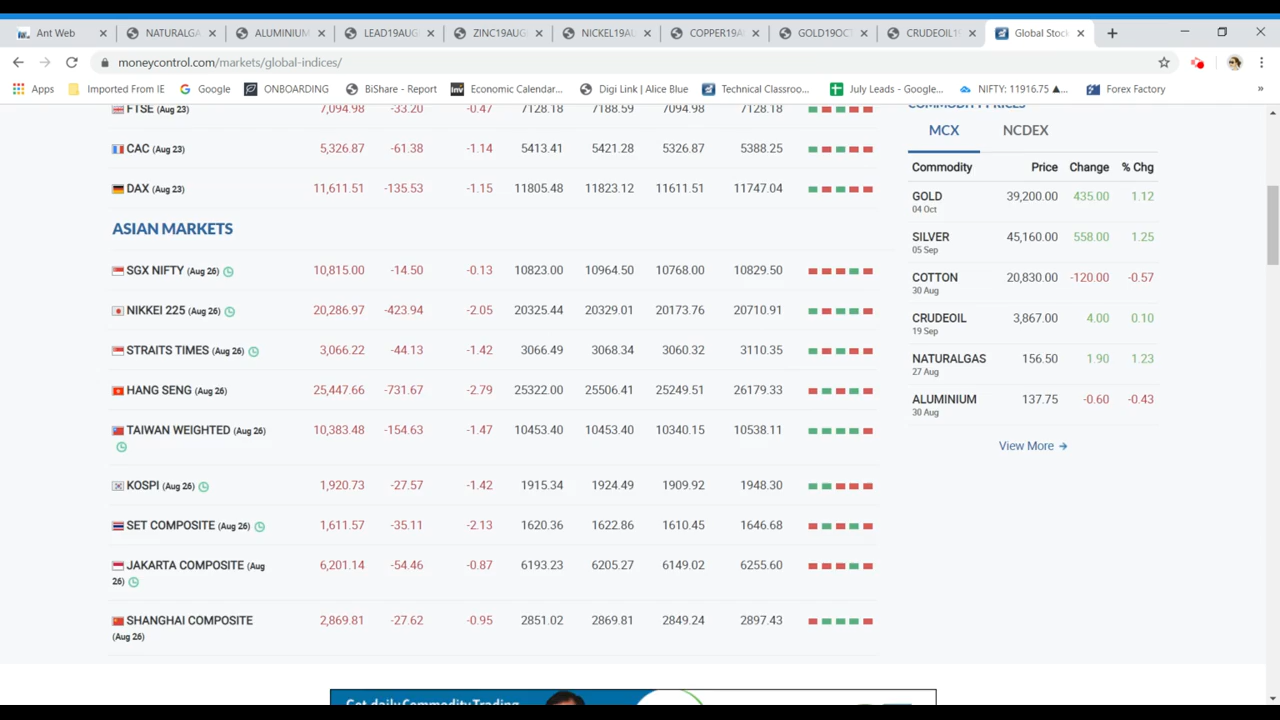 Ant Web
NATURALGA
ALUMINIUM
LEAD19AUG
ZINC19AUG
NICKEL19AU
COPPER19A
GOLD19OCT
CRUDEOIL1
Global Stoc
moneycontrol.com/markets/global-indices/
Apps
Imported From IE
Google
ONBOARDING
BiShare - Report
Economic Calendar...
Digi Link | Alice Blue
Technical Classroo...
July Leads - Google...
NIFTY: 11916.75 ▲...
Forex Factory
»
FTSE (Aug 23) 7,094.98 -33.20 -0.47 7128.18 7188.59 7094.98 7128.18
CAC (Aug 23) 5,326.87 -61.38 -1.14 5413.41 5421.28 5326.87 5388.25
DAX (Aug 23) 11,611.51 -135.53 -1.15 11805.48 11823.12 11611.51 11747.04
ASIAN MARKETS
SGX NIFTY (Aug 26) 10,815.00 -14.50 -0.13 10823.00 10964.50 10768.00 10829.50
NIKKEI 225 (Aug 26) 20,286.97 -423.94 -2.05 20325.44 20329.01 20173.76 20710.91
STRAITS TIMES (Aug 26) 3,066.22 -44.13 -1.42 3066.49 3068.34 3060.32 3110.35
HANG SENG (Aug 26) 25,447.66 -731.67 -2.79 25322.00 25506.41 25249.51 26179.33
TAIWAN WEIGHTED (Aug 26) 10,383.48 -154.63 -1.47 10453.40 10453.40 10340.15 10538.11
KOSPI (Aug 26) 1,920.73 -27.57 -1.42 1915.34 1924.49 1909.92 1948.30
SET COMPOSITE (Aug 26) 1,611.57 -35.11 -2.13 1620.36 1622.86 1610.45 1646.68
JAKARTA COMPOSITE (Aug 6,201.14 -54.46 -0.87 6193.23 6205.27 6149.02 6255.60
26)
SHANGHAI COMPOSITE 2,869.81 -27.62 -0.95 2851.02 2869.81 2849.24 2897.43
(Aug 26)
COMMODITY PRICES
MCX NCDEX
Commodity Price Change % Chg
GOLD 39,200.00 435.00 1.12
04 Oct
SILVER 45,160.00 558.00 1.25
05 Sep
COTTON 20,830.00 -120.00 -0.57
30 Aug
CRUDEOIL 3,867.00 4.00 0.10
19 Sep
NATURALGAS 156.50 1.90 1.23
27 Aug
ALUMINIUM 137.75 -0.60 -0.43
30 Aug
View More →
Get daily Commodity Trading